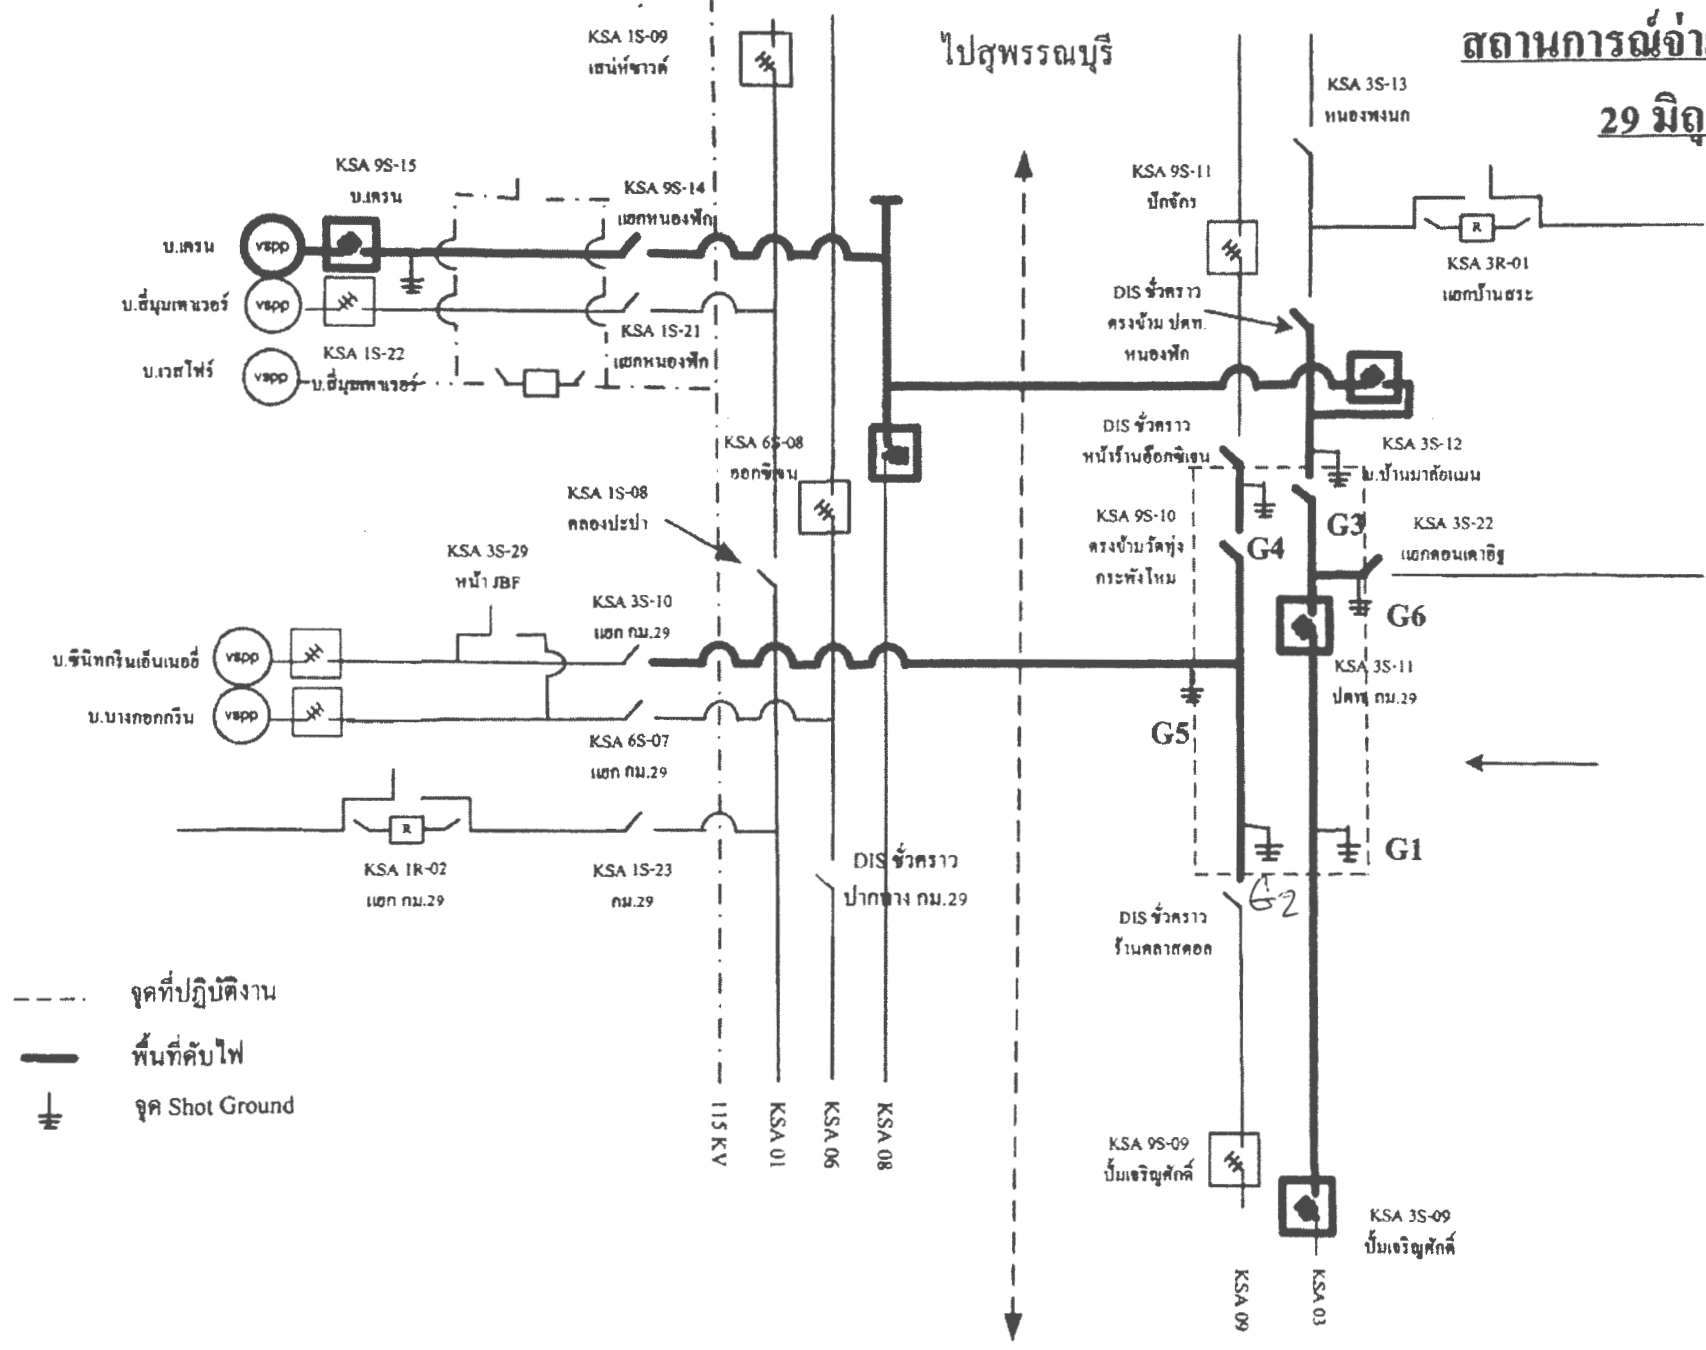 สถานการณ์จ่า
29 มิถุ
ไปสุพรรณบุรี
KSA 1S-09
เสน่ห์ซาวด์
KSA 3S-13
หนองพงนก
KSA 9S-15
บ.เครน
KSA 9S-14
แยกหนองฟัก
KSA 9S-11
ปักจักร
บ.เครน
vspp
R
KSA 3R-01
แยกบ้านสระ
บ.สี่มุมเพาเวอร์
vspp
DIS ชั่วคราว
ตรงข้าม ปตท.
หนองฟัก
KSA 1S-21
แยกหนองฟัก
KSA 1S-22
บ.สี่มุมเพาเวอร์
บ.เวสโฟร์
vspp
KSA 6S-08
ออกซิเจน
DIS ชั่วคราว
หน้าร้านอ๊อกซิเจน
KSA 3S-12
ม.บ้านมาลัยแมน
KSA 1S-08
คลองปะปา
KSA 9S-10
ตรงข้ามวัดทุ่ง
กระพังโหม
G4
G3
KSA 3S-22
แยกดอนเตาอิฐ
KSA 3S-29
หน้า JBF
KSA 3S-10
แยก กม.29
G6
vspp
KSA 3S-11
ปตท. กม.29
บ.บางกอกกรีน
vspp
G5
KSA 6S-07
แยก กม.29
R
KSA 1R-02
แยก กม.29
KSA 1S-23
กม.29
DIS ชั่วคราว
ปากทาง กม.29
G1
G2
DIS ชั่วคราว
ร้านคลาสคอล
จุดที่ปฏิบัติงาน
พื้นที่ดับไฟ
จุด Shot Ground
115 KV
KSA 01
KSA 06
KSA 08
KSA 9S-09
ปั้มเจริญศักดิ์
KSA 3S-09
ปั้มเจริญศักดิ์
KSA 09
KSA 03